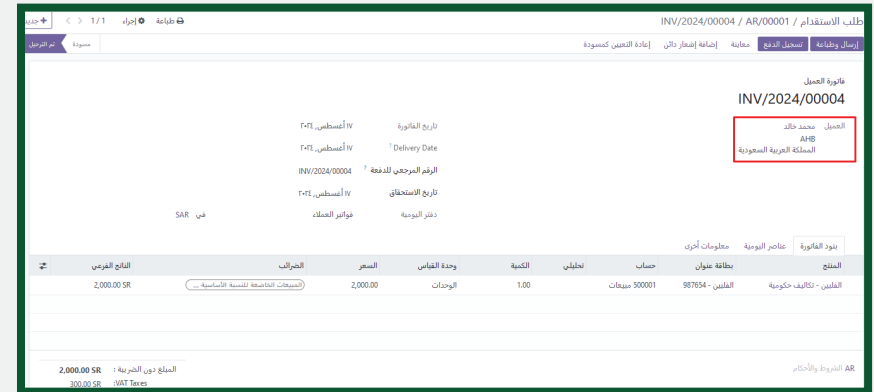 طلب الاستقدام / AR/00001 / INV/2024/00004
طباعة
إجراء
1 / 1
جديد
إرسال وطباعة
تسجيل الدفع
معاينة
إضافة إشعار دائن
إعادة التعيين كمسودة
مسودة
تم الترحيل
فاتورة العميل
INV/2024/00004
العميل محمد خالد
AHB
المملكة العربية السعودية
تاريخ الفاتورة ١٧ أغسطس, ٢٠٢٤
Delivery Date ? ١٧ أغسطس, ٢٠٢٤
الرقم المرجعي للدفعة ? INV/2024/00004
تاريخ الاستحقاق ١٧ أغسطس, ٢٠٢٤
دفتر اليومية فواتير العملاء في SAR
بنود الفاتورة عناصر اليومية معلومات أخرى
المنتج بطاقة عنوان حساب تحليلي الكمية وحدة القياس السعر الضرائب الناتج الفرعي
الفلبين - تكاليف حكومية الفلبين - 987654 500001 مبيعات 1.00 الوحدات 2,000.00 المبيعات الخاضعة للنسبة الأساسية ... 2,000.00 SR
AR الشروط والأحكام
المبلغ دون الضريبة : 2,000.00 SR
VAT Taxes: 300.00 SR